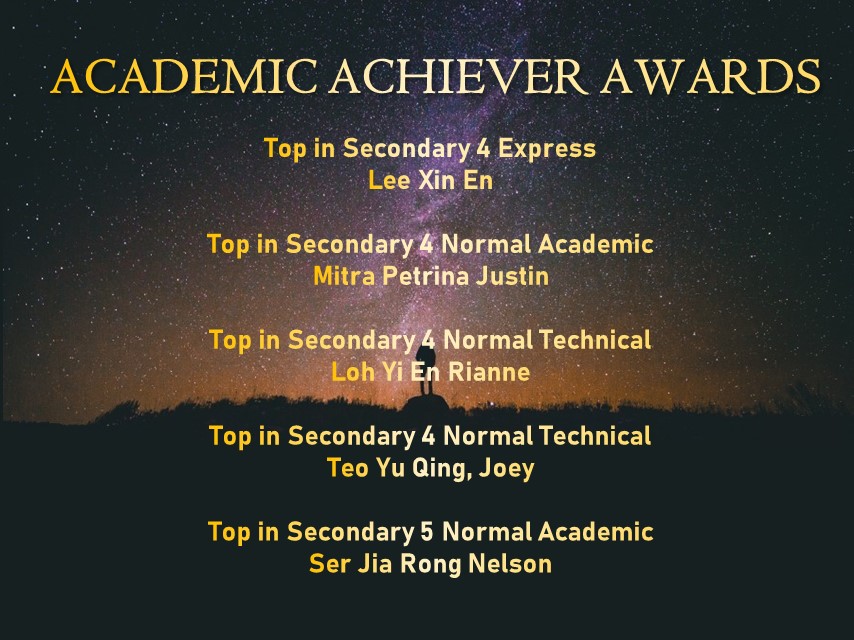 ACADEMIC ACHIEVER AWARDS
Top in Secondary 4 Express
Lee Xin En
Top in Secondary 4 Normal Academic
Mitra Petrina Justin
Top in Secondary 4 Normal Technical
Loh Yi En Rianne
Top in Secondary 4 Normal Technical
Teo Yu Qing, Joey
Top in Secondary 5 Normal Academic
Ser Jia Rong Nelson